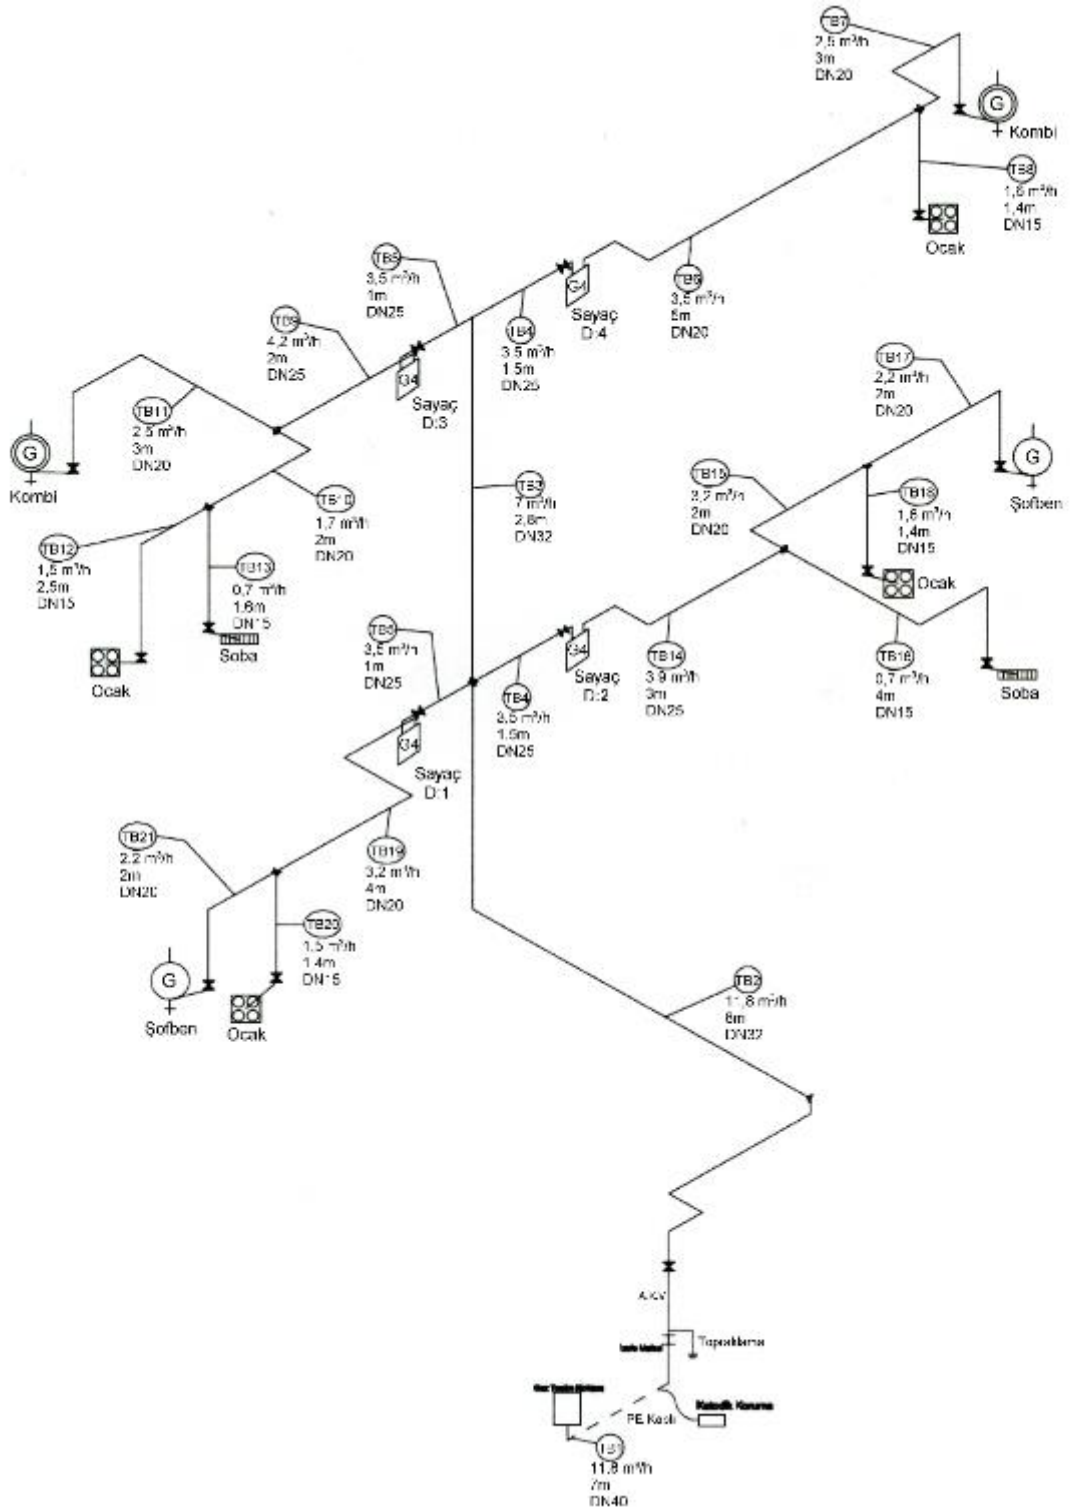 TB7
2,5 m³/h
3m
DN20
G
Kombi
TB8
1,6 m³/h
1,4m
DN15
Ocak
TB5
3,5 m³/h
1m
DN25
G4
Sayaç
D:4
TB6
3,5 m³/h
DN20
TB9
4,2 m³/h
2m
DN25
TB4
3,5 m³/h
1,5m
DN25
G4
Sayaç
D:3
TB17
2,2 m³/h
2m
DN20
TB11
2,5 m³/h
3m
DN20
G
Kombi
G
Şofben
TB3
7 m³/h
2,8m
DN32
TB15
3,2 m³/h
2m
DN20
TB18
1,6 m³/h
1,4m
DN15
Ocak
TB10
1,7 m³/h
2m
DN20
TB12
1,5 m³/h
2,5m
DN15
TB13
0,7 m³/h
1,6m
DN15
Soba
Ocak
TB5
3,5 m³/h
1m
DN25
G4
Sayaç
D:2
TB14
3,9 m³/h
3m
DN25
TB16
0,7 m³/h
4m
DN15
Soba
TB4
3,5 m³/h
1,5m
DN25
G4
Sayaç
D:1
TB21
2,2 m³/h
2m
DN20
TB19
3,2 m³/h
4m
DN20
TB20
1,5 m³/h
1,4m
DN15
G
Şofben
Ocak
TB2
11,8 m³/h
6m
DN32
A.K.V
Topraklama
Katodik Koruma
PE Kaplı
TB1
11,8 m³/h
7m
DN40